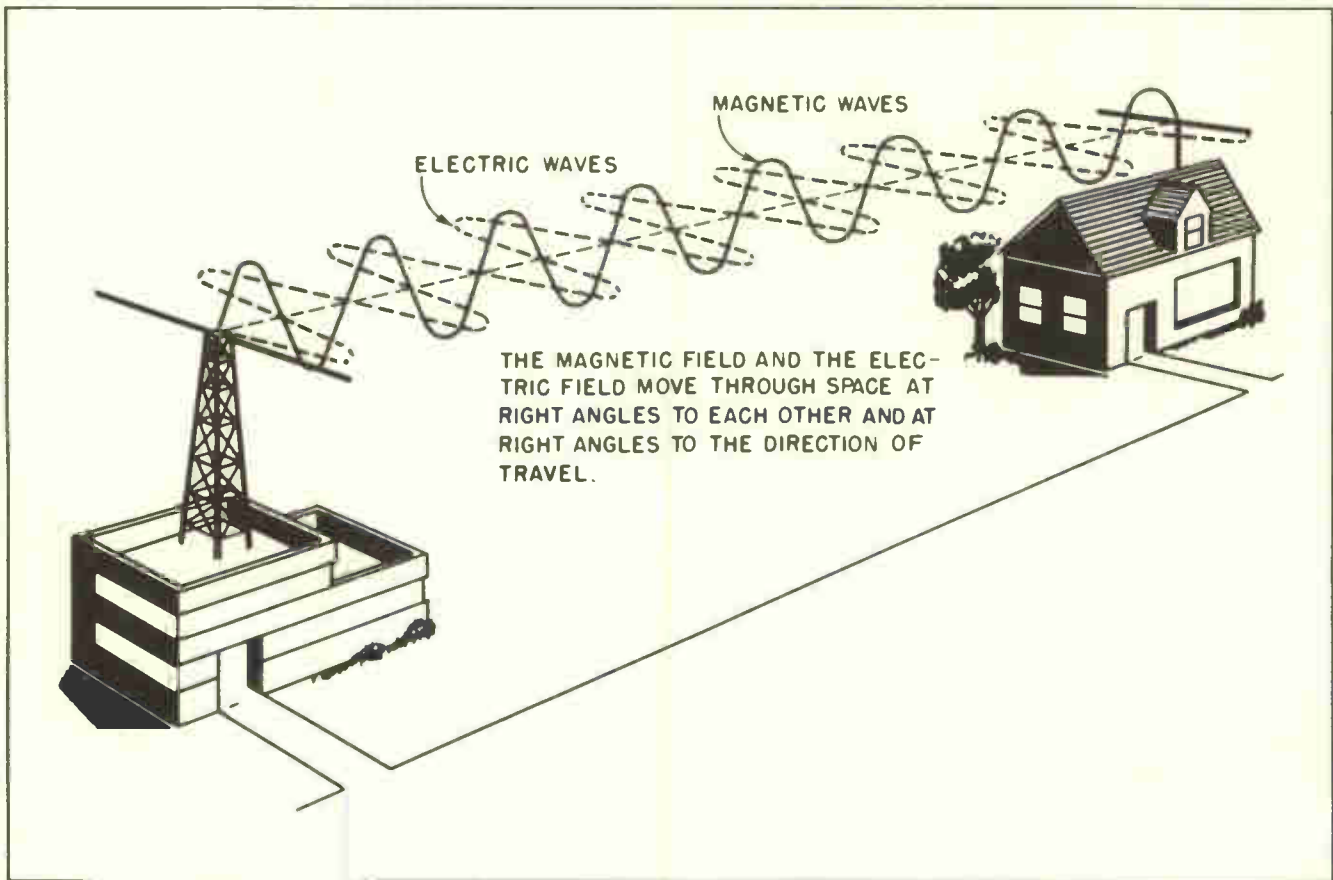 MAGNETIC WAVES
ELECTRIC WAVES
THE MAGNETIC FIELD AND THE ELEC-
TRIC FIELD MOVE THROUGH SPACE AT
RIGHT ANGLES TO EACH OTHER AND AT
RIGHT ANGLES TO THE DIRECTION OF
TRAVEL.